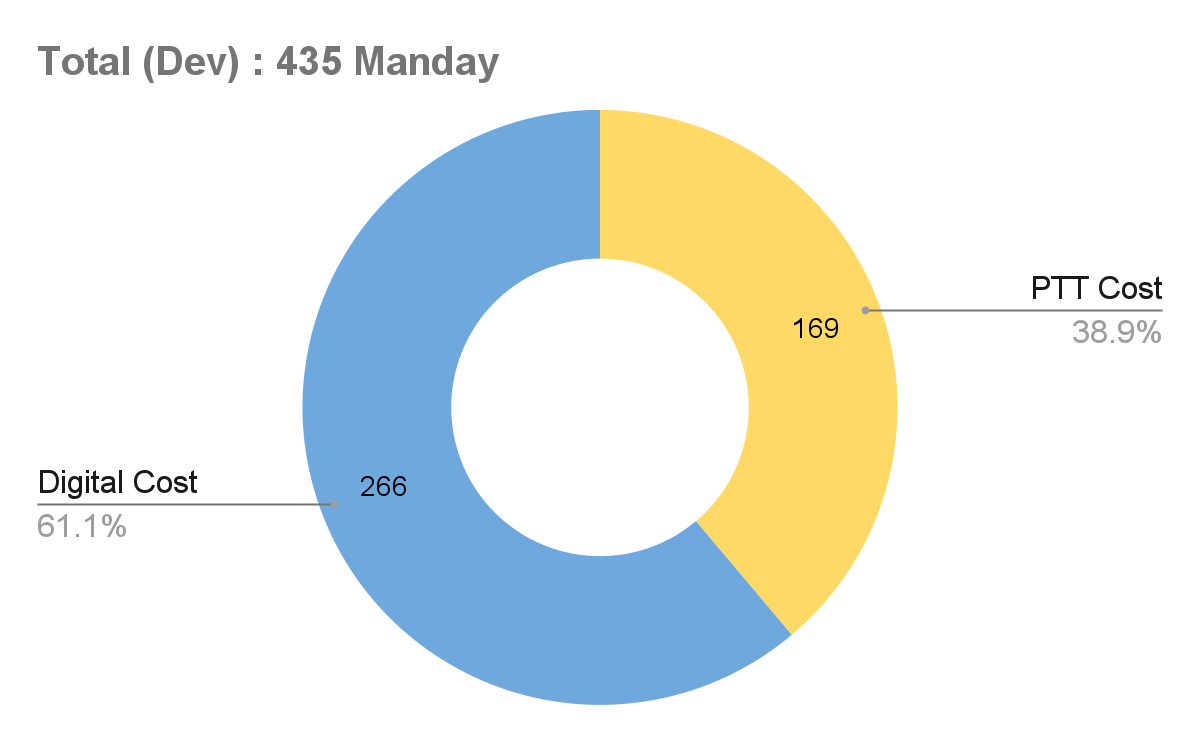 Total (Dev) : 435 Manday
PTT Cost
38.9%
169
Digital Cost
61.1%
266